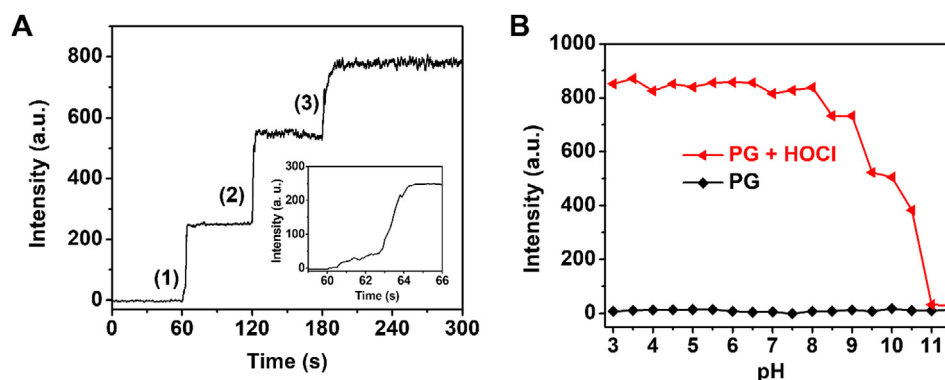 A
Intensity (a.u.)
800
600
400
200
0
(1)
(2)
(3)
Intensity (a. u.)
300
200
100
0
60 62 64 66
Time (s)
0 60 120 180 240 300
Time (s)
B
Intensity (a.u.)
1000
800
600
400
200
0
PG + HOCl
PG
3 4 5 6 7 8 9 10 11
pH